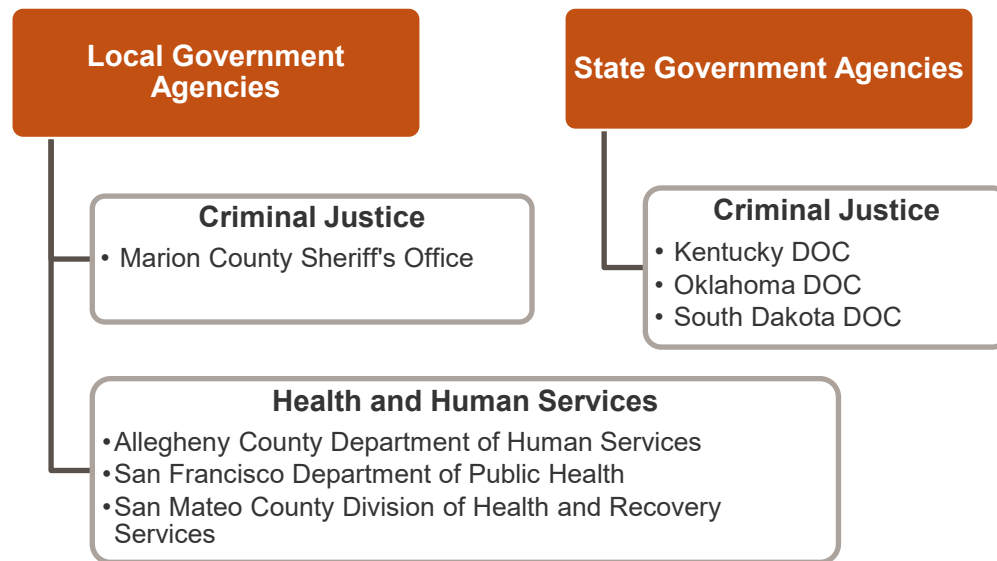 Local Government
Agencies
State Government Agencies
Criminal Justice
• Marion County Sheriff's Office
Criminal Justice
• Kentucky DOC
• Oklahoma DOC
• South Dakota DOC
Health and Human Services
•Allegheny County Department of Human Services
•San Francisco Department of Public Health
•San Mateo County Division of Health and Recovery
Services